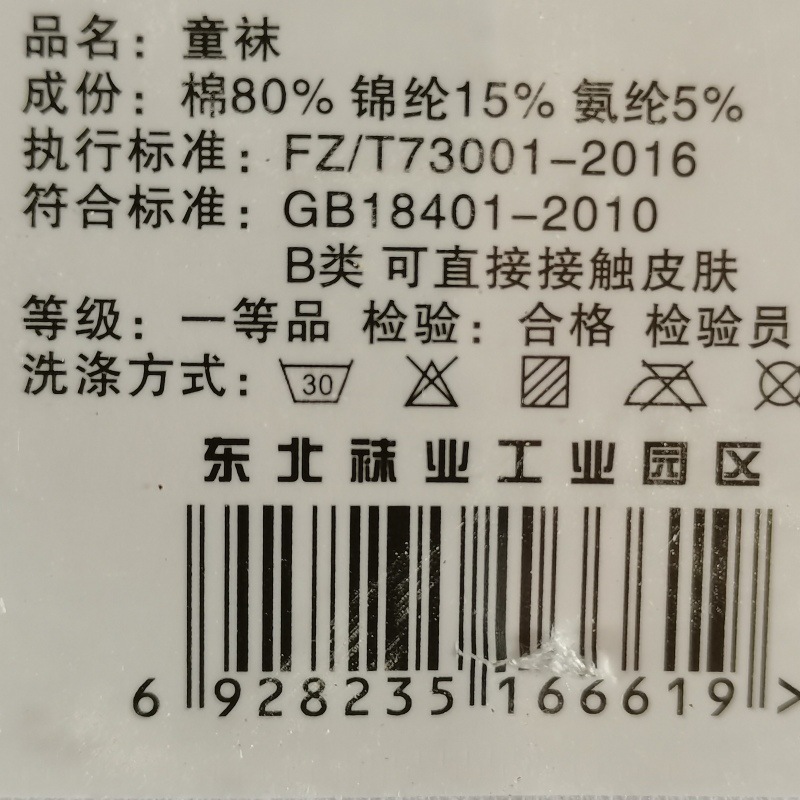 品名：童袜
成份：棉80% 锦纶15% 氨纶5%
执行标准：FZ/T73001-2016
符合标准：GB18401-2010
B类 可直接接触皮肤
等级：一等品 检验：合格 检验员
洗涤方式：30
东北袜业工业园区
6 928235 166619 >